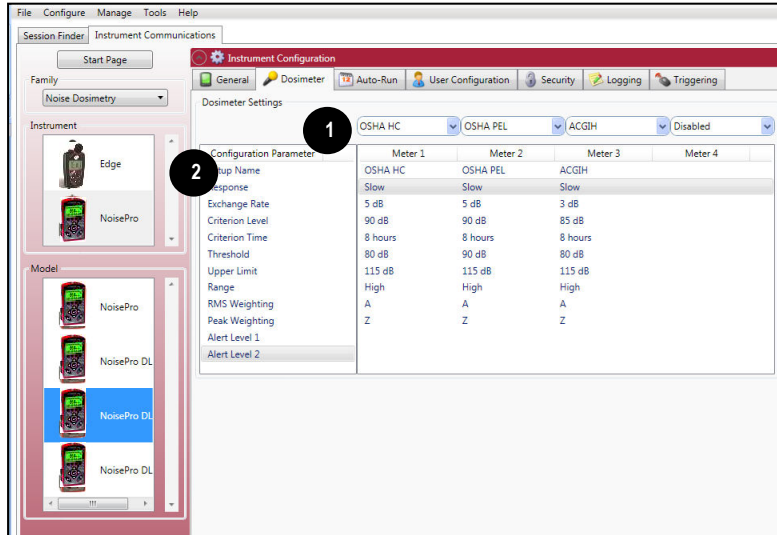 File Configure Manage Tools Help
Session Finder Instrument Communications
Start Page
Instrument Configuration
Family
General Dosimeter Auto-Run User Configuration Security Logging Triggering
Noise Dosimetry
Dosimeter Settings
1
OSHA HC OSHA PEL ACGIH Disabled
Instrument
Configuration Parameter Meter 1 Meter 2 Meter 3 Meter 4
2
Edge
Setup Name OSHA HC OSHA PEL ACGIH
Response Slow Slow Slow
Exchange Rate 5 dB 5 dB 3 dB
NoisePro
Criterion Level 90 dB 90 dB 85 dB
Criterion Time 8 hours 8 hours 8 hours
Threshold 80 dB 90 dB 80 dB
Model
Upper Limit 115 dB 115 dB 115 dB
Range High High High
RMS Weighting A A A
NoisePro
Peak Weighting Z Z Z
Alert Level 1
Alert Level 2
NoisePro DL
NoisePro DL
NoisePro DL